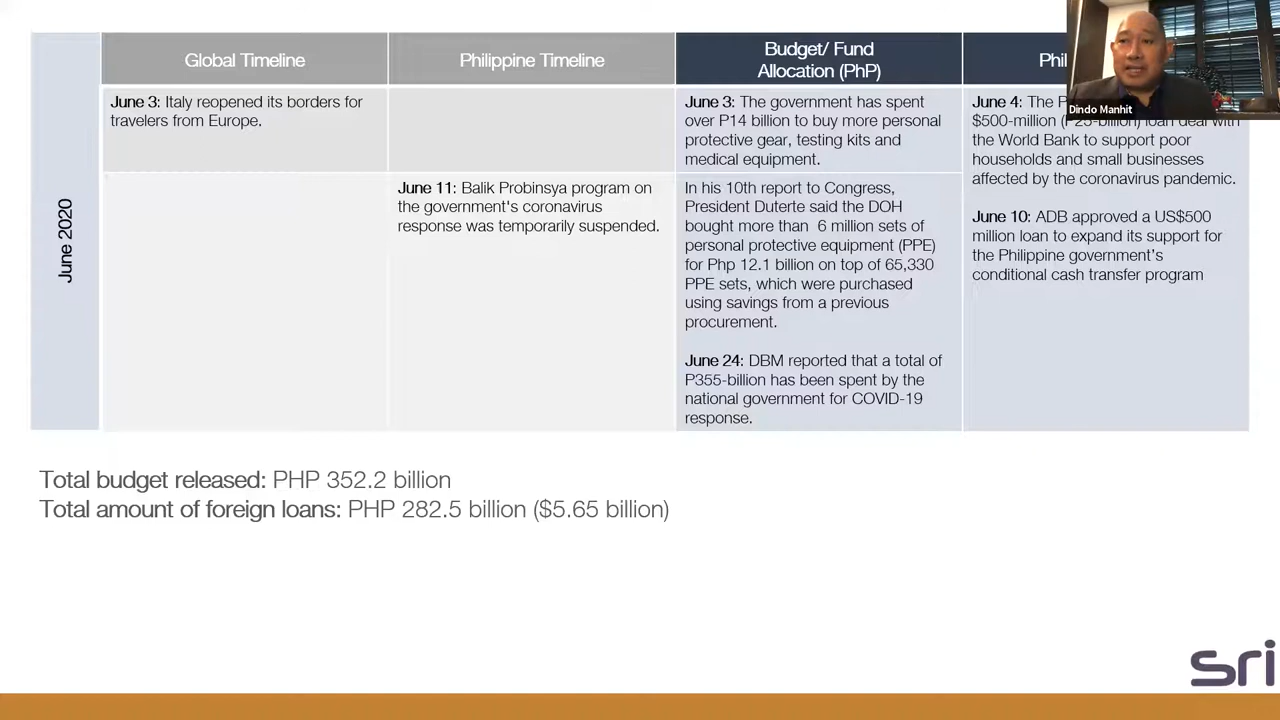 Global Timeline
Philippine Timeline
Budget/ Fund
Allocation (PhP)
Phi
Dindo Manhit
June 2020
June 3: Italy reopened its borders for
travelers from Europe.
June 3: The government has spent
over P14 billion to buy more personal
protective gear, testing kits and
medical equipment.
June 4: The P
$500-million (P25-billion) loan deal with
the World Bank to support poor
households and small businesses
affected by the coronavirus pandemic.
June 10: ADB approved a US$500
million loan to expand its support for
the Philippine government's
conditional cash transfer program
June 11: Balik Probinsya program on
the government's coronavirus
response was temporarily suspended.
In his 10th report to Congress,
President Duterte said the DOH
bought more than 6 million sets of
personal protective equipment (PPE)
for Php 12.1 billion on top of 65,330
PPE sets, which were purchased
using savings from a previous
procurement.
June 24: DBM reported that a total of
P355-billion has been spent by the
national government for COVID-19
response.
Total budget released: PHP 352.2 billion
Total amount of foreign loans: PHP 282.5 billion ($5.65 billion)
sri